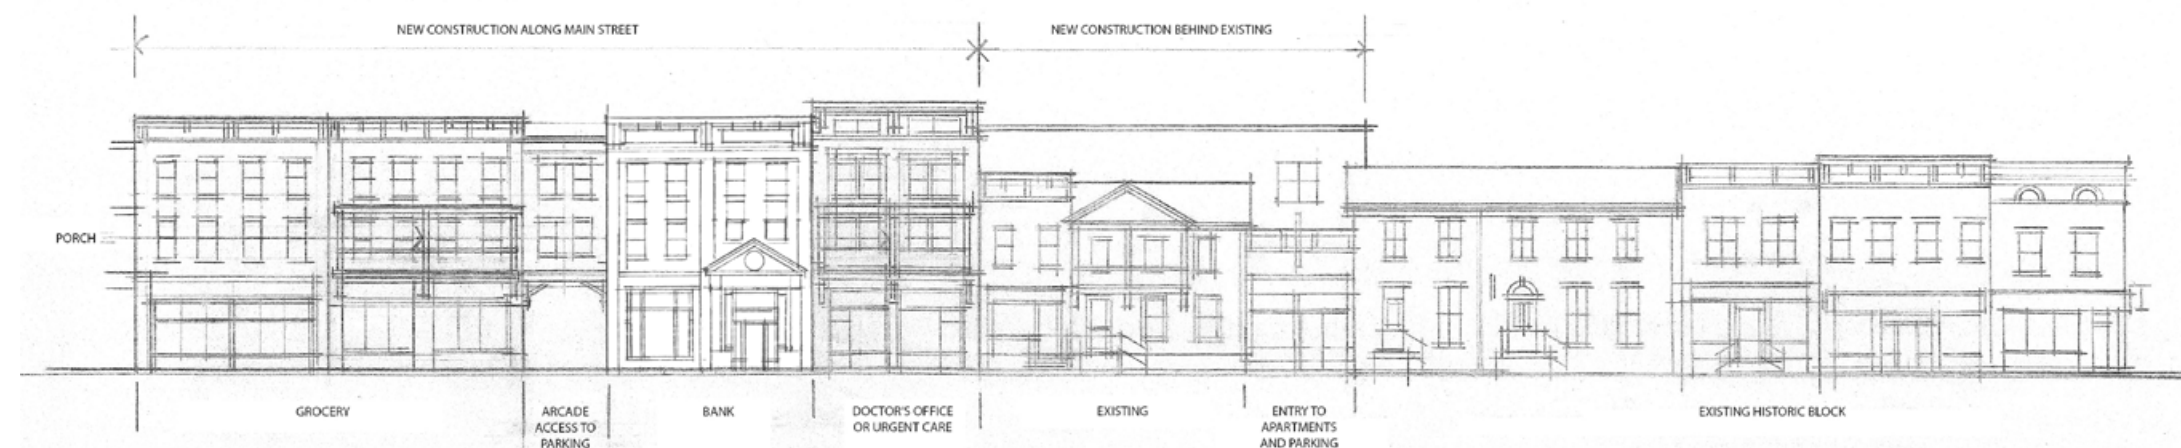 NEW CONSTRUCTION ALONG MAIN STREET
NEW CONSTRUCTION BEHIND EXISTING
PORCH
GROCERY
ARCADE
ACCESS TO
PARKING
BANK
DOCTOR'S OFFICE
OR URGENT CARE
EXISTING
ENTRY TO
APARTMENTS
AND PARKING
EXISTING HISTORIC BLOCK